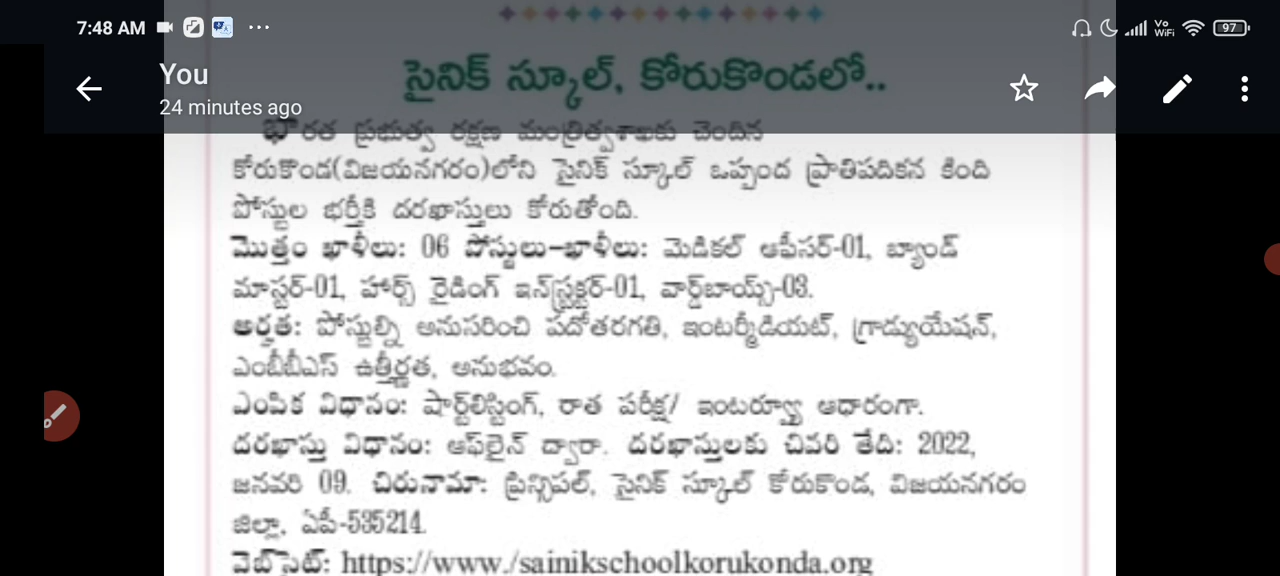 7:48 AM ... Vo WiFi 97
You
24 minutes ago
సైనిక్ స్కూల్, కోరుకొండలో..
భారత ప్రభుత్వ రక్షణ మంత్రిత్వశాఖకు చెందిన
కోరుకొండ(విజయనగరం)లోని సైనిక్ స్కూల్ ఒప్పంద ప్రాతిపదికన కింది
పోస్టుల భర్తీకి దరఖాస్తులు కోరుతోంది.
మొత్తం ఖాళీలు: 06 పోస్టులు-ఖాళీలు: మెడికల్ ఆఫీసర్-01, బ్యాండ్
మాస్టర్-01, హార్స్ రైడింగ్ ఇన్‌స్ట్రక్టర్-01, వార్డ్‌బాయ్స్-03.
అర్హత: పోస్టుల్ని అనుసరించి పదోతరగతి, ఇంటర్మీడియట్, గ్రాడ్యుయేషన్,
ఎంబీబీఎస్ ఉత్తీర్ణత, అనుభవం.
ఎంపిక విధానం: షార్ట్‌లిస్టింగ్, రాత పరీక్ష/ ఇంటర్వ్యూ ఆధారంగా.
దరఖాస్తు విధానం: ఆఫ్‌లైన్ ద్వారా. దరఖాస్తులకు చివరి తేది: 2022,
జనవరి 09. చిరునామా: ప్రిన్సిపల్, సైనిక్ స్కూల్ కోరుకొండ, విజయనగరం
జిల్లా, ఏపీ-535214.
వెబ్‌సైట్: https://www./sainikschoolkorukonda.org